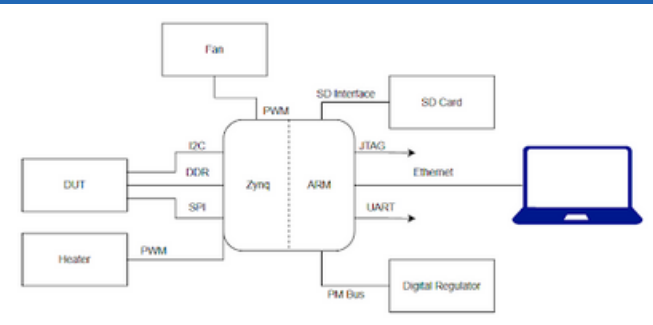 Fan
SD Interface
SD Card
PWM
I2C
JTAG
DDR
Ethernet
DUT
Zynq
ARM
SPI
UART
PWM
Heater
PM Bus
Digital Regulator